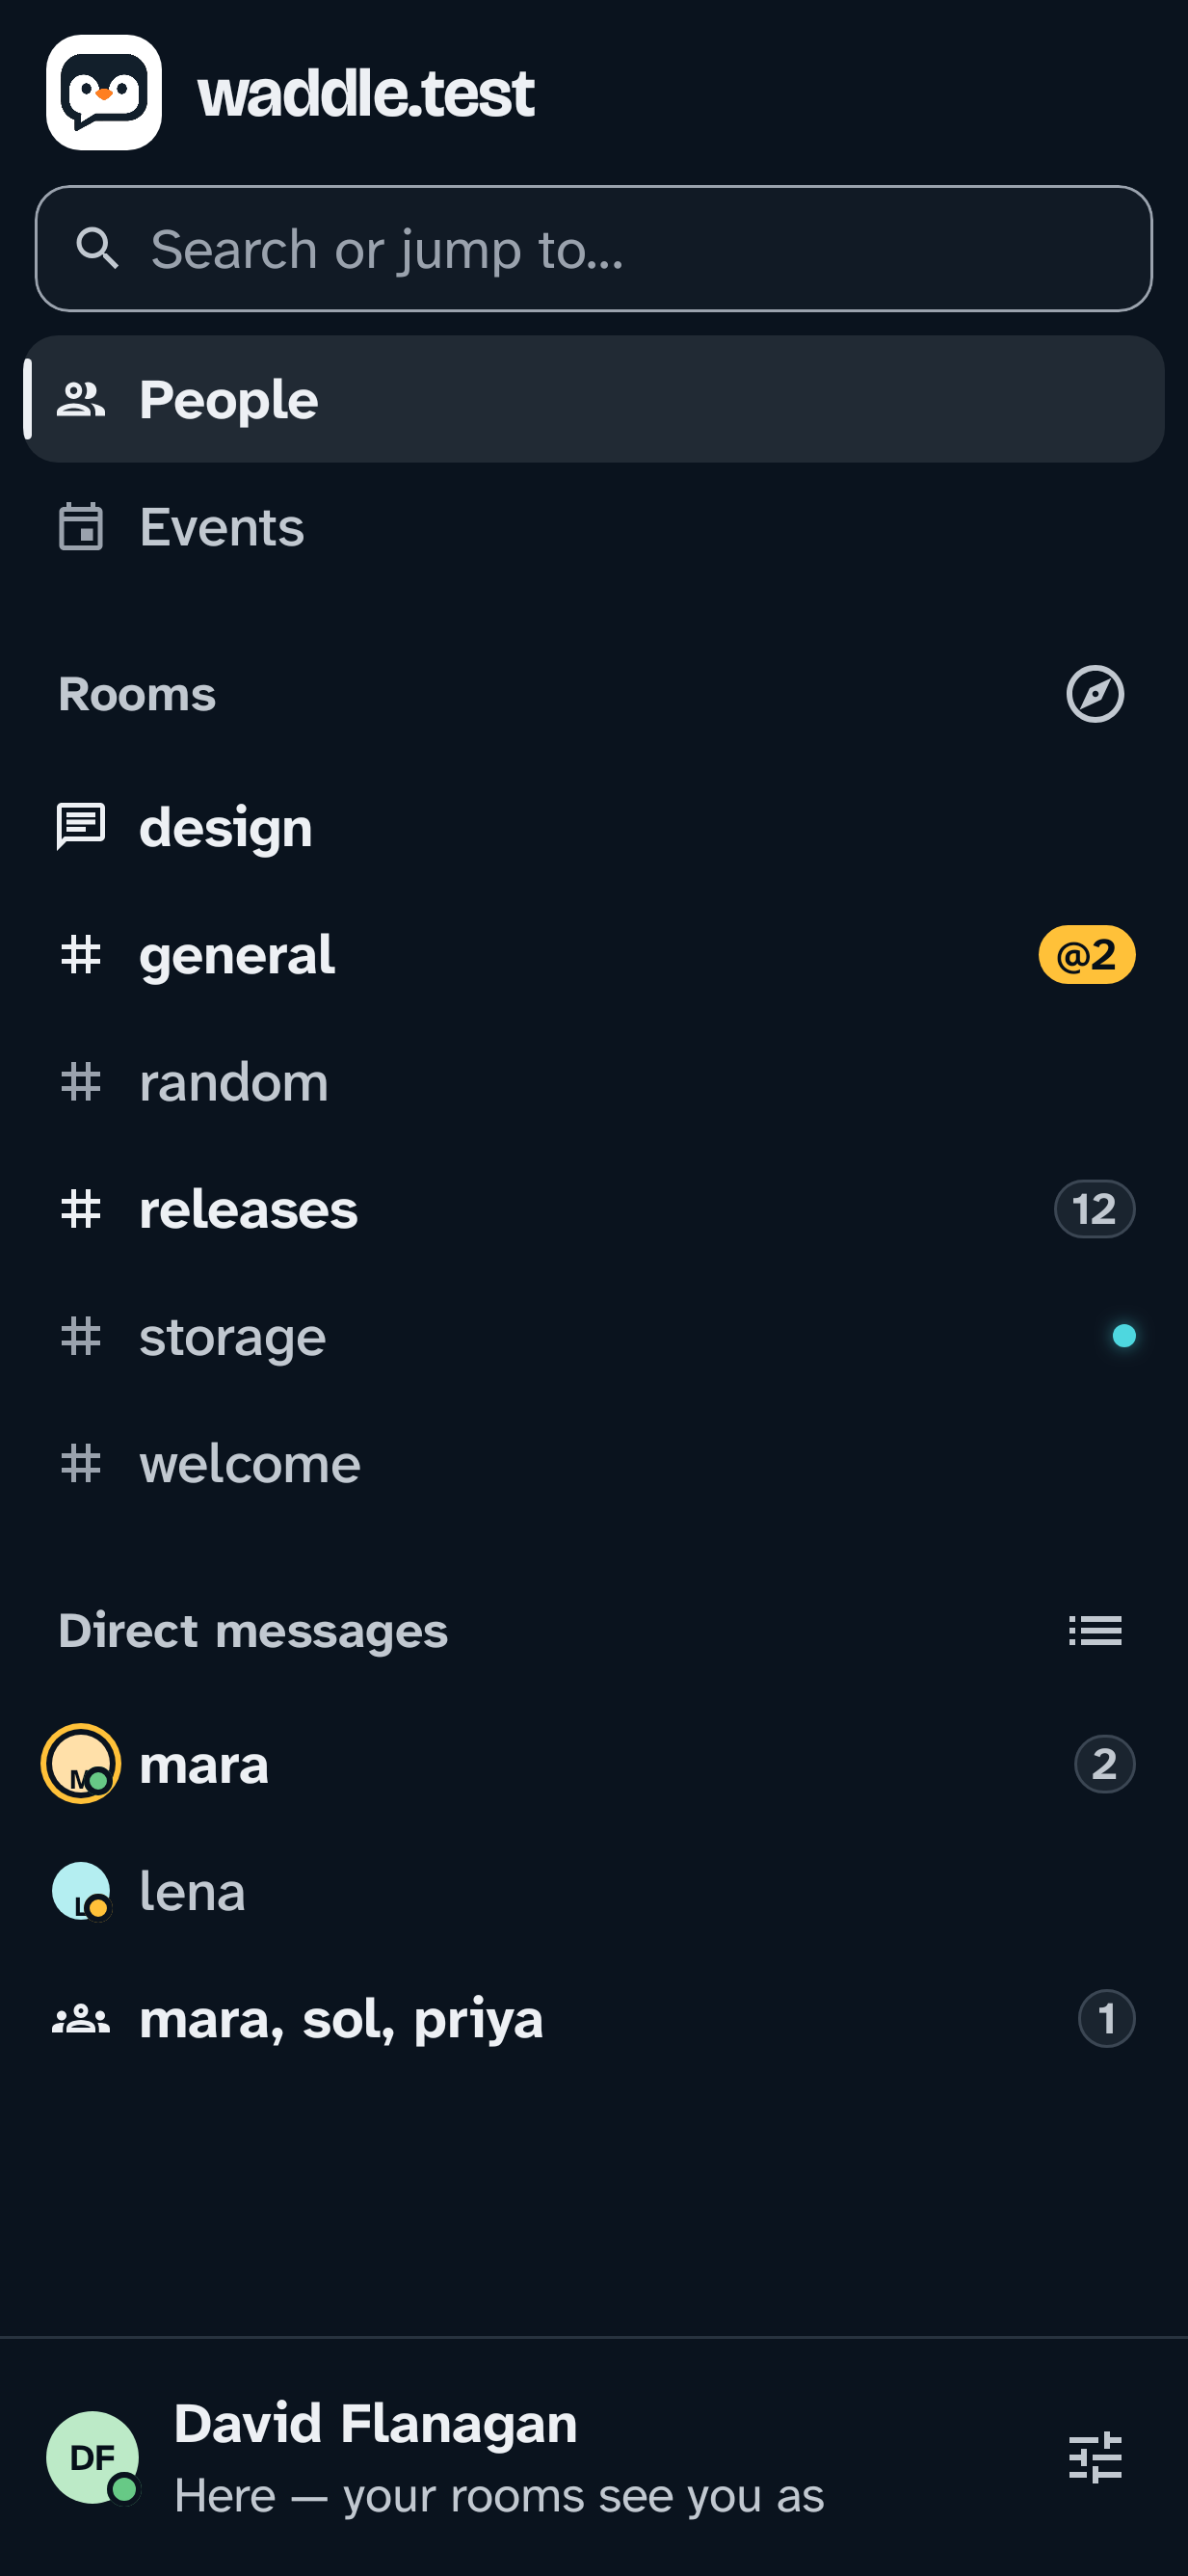 waddle.test
Search or jump to...
People
Events
Rooms
design
general @2
random
releases 12
storage
welcome
Direct messages
M mara 2
L lena
mara, sol, priya 1
DF David Flanagan
Here — your rooms see you as